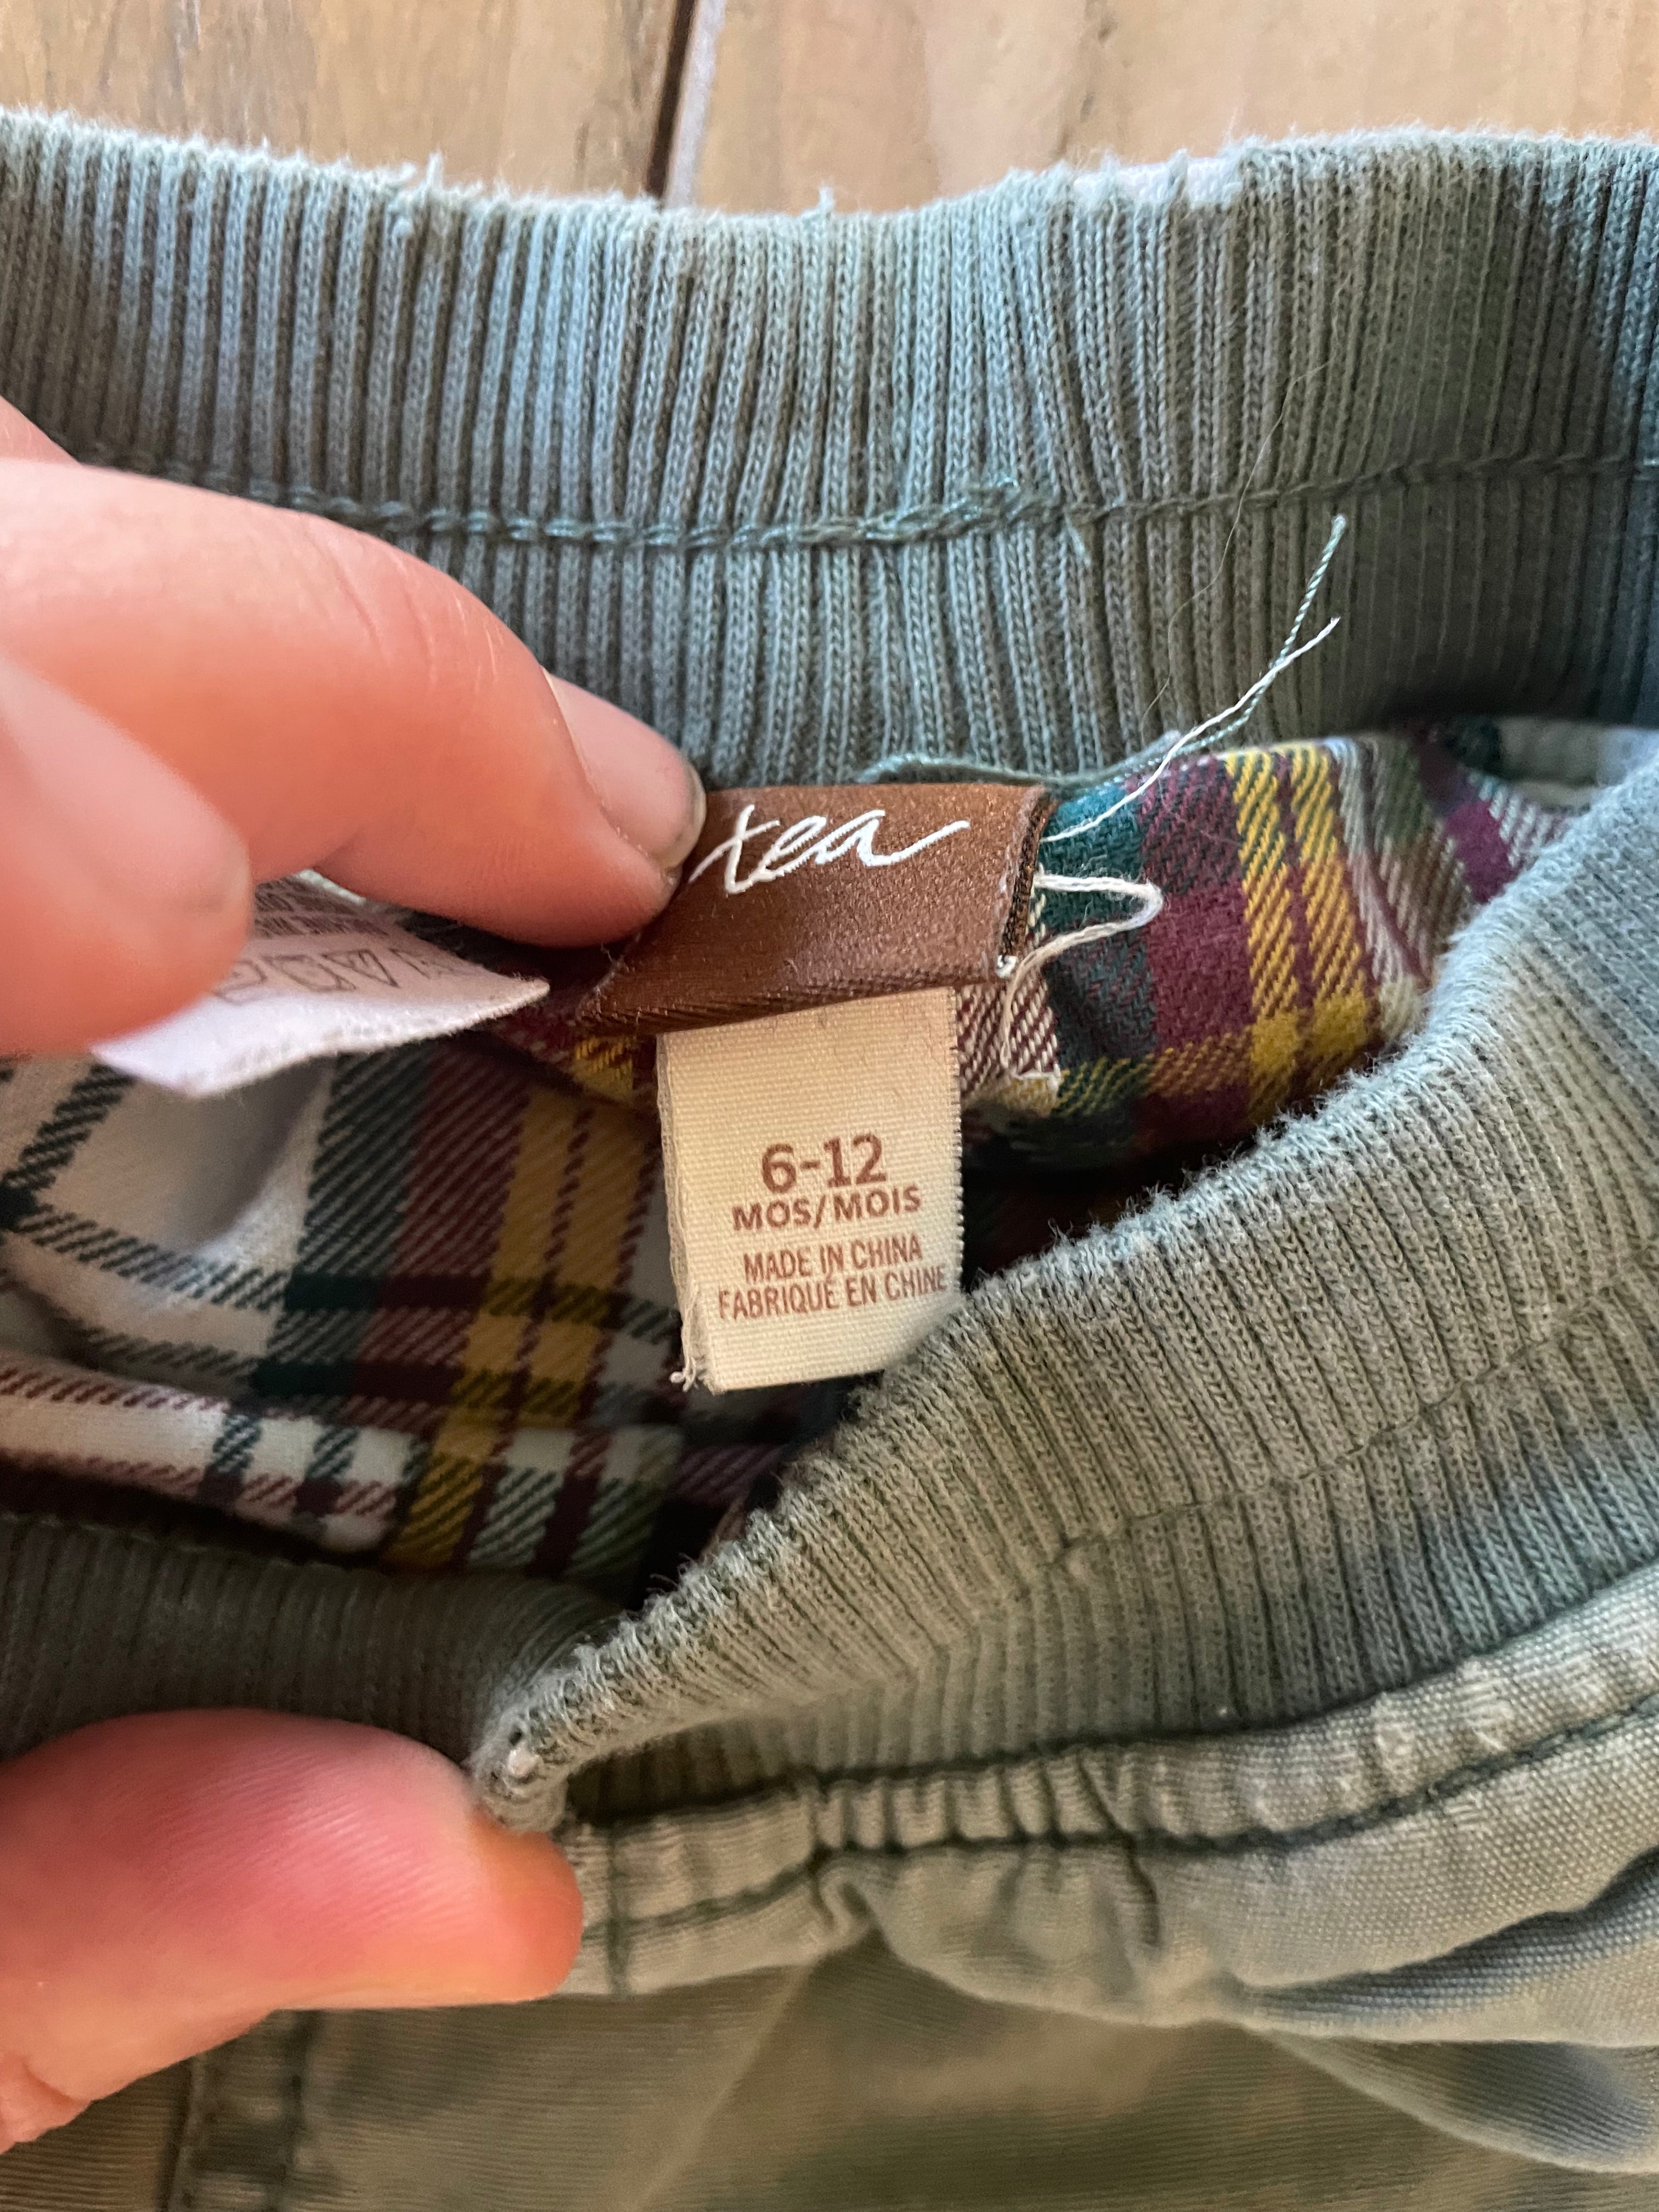 tea
6-12
MOS/MOIS
MADE IN CHINA
FABRIQUÉ EN CHINE